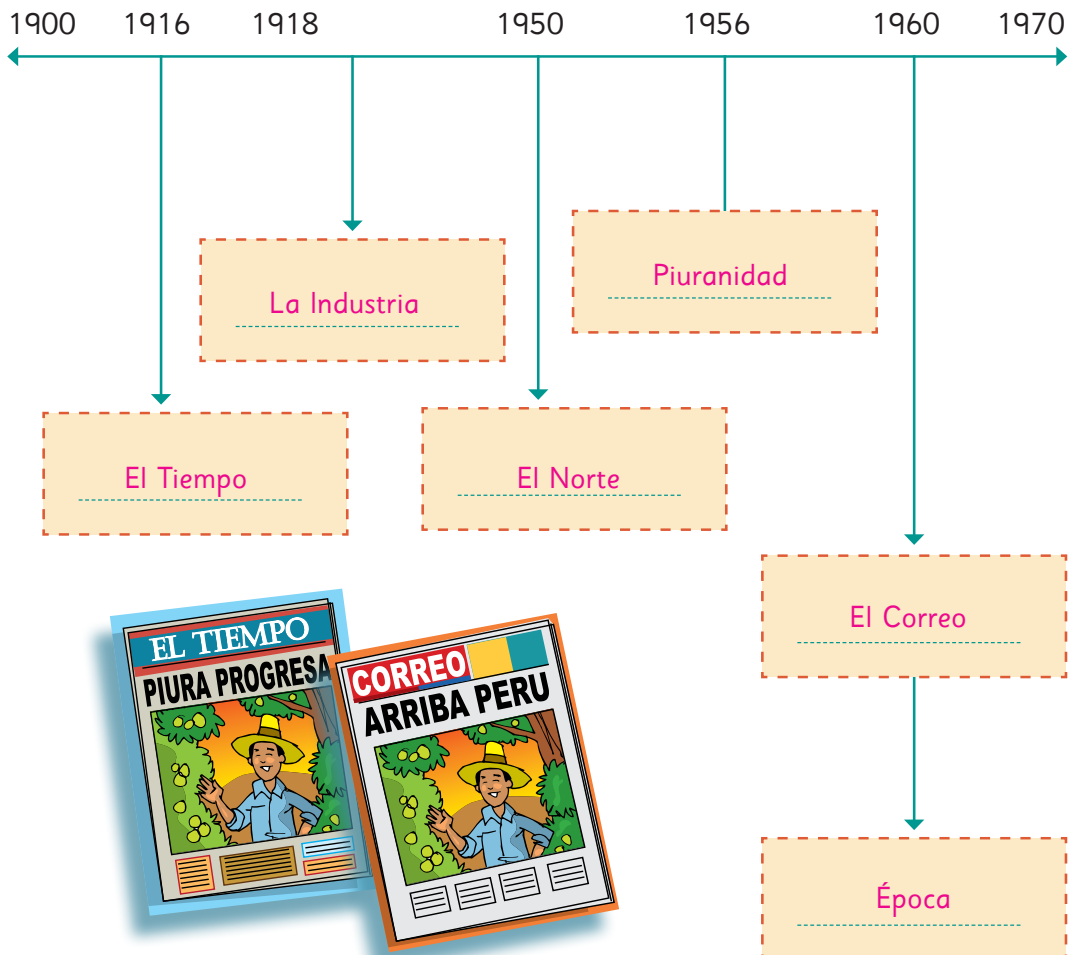 1900 1916 1918 1950 1956 1960 1970
Piuranidad
La Industria
El Tiempo
El Norte
El Correo
Época
EL TIEMPO
PIURA PROGRESA
CORREO
ARRIBA PERU